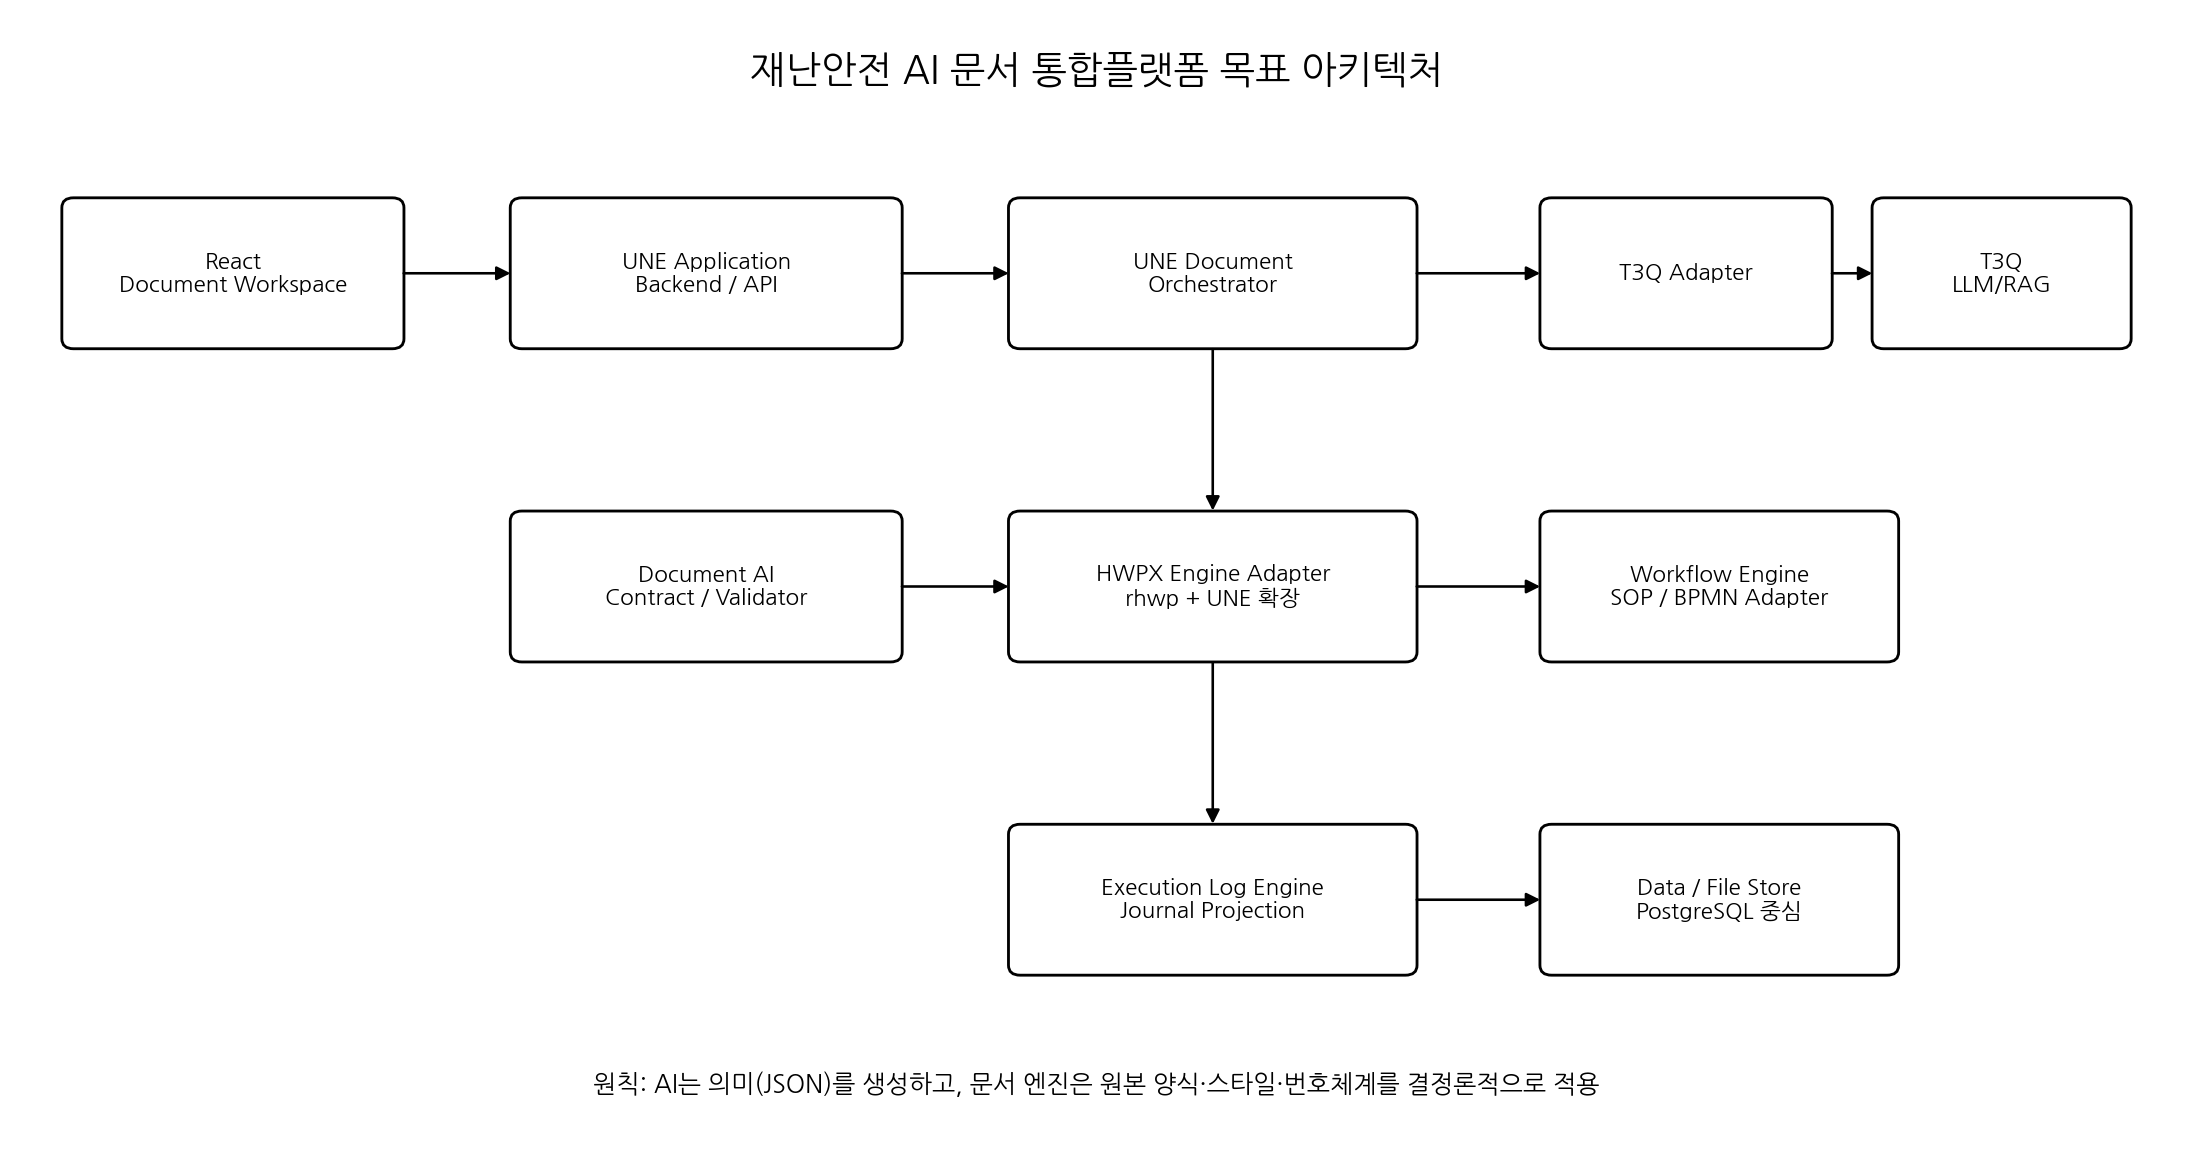 재난안전 AI 문서 통합플랫폼 목표 아키텍처
React
Document Workspace
UNE Application
Backend / API
UNE Document
Orchestrator
T3Q Adapter
T3Q
LLM/RAG
Document AI
Contract / Validator
HWPX Engine Adapter
rhwp + UNE 확장
Workflow Engine
SOP / BPMN Adapter
Execution Log Engine
Journal Projection
Data / File Store
PostgreSQL 중심
원칙: AI는 의미(JSON)를 생성하고, 문서 엔진은 원본 양식·스타일·번호체계를 결정론적으로 적용